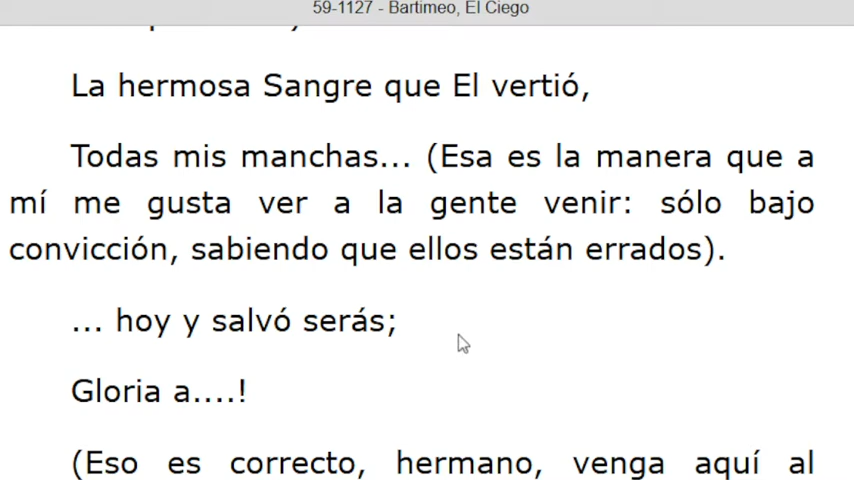 59-1127 - Bartimeo, El Ciego
La hermosa Sangre que El vertió,
Todas mis manchas... (Esa es la manera que a
mí me gusta ver a la gente venir: sólo bajo
convicción, sabiendo que ellos están errados).
... hoy y salvó serás;
Gloria a....!
(Eso es correcto, hermano, venga aquí al